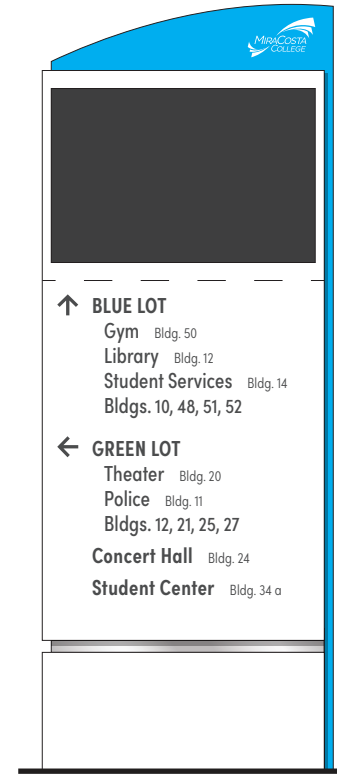 MIRACOSTA
COLLEGE
BLUE LOT
Gym Bldg. 50
Library Bldg. 12
Student Services Bldg. 14
Bldgs. 10, 48, 51, 52
GREEN LOT
Theater Bldg. 20
Police Bldg. 11
Bldgs. 12, 21, 25, 27
Concert Hall Bldg. 24
Student Center Bldg. 34 a